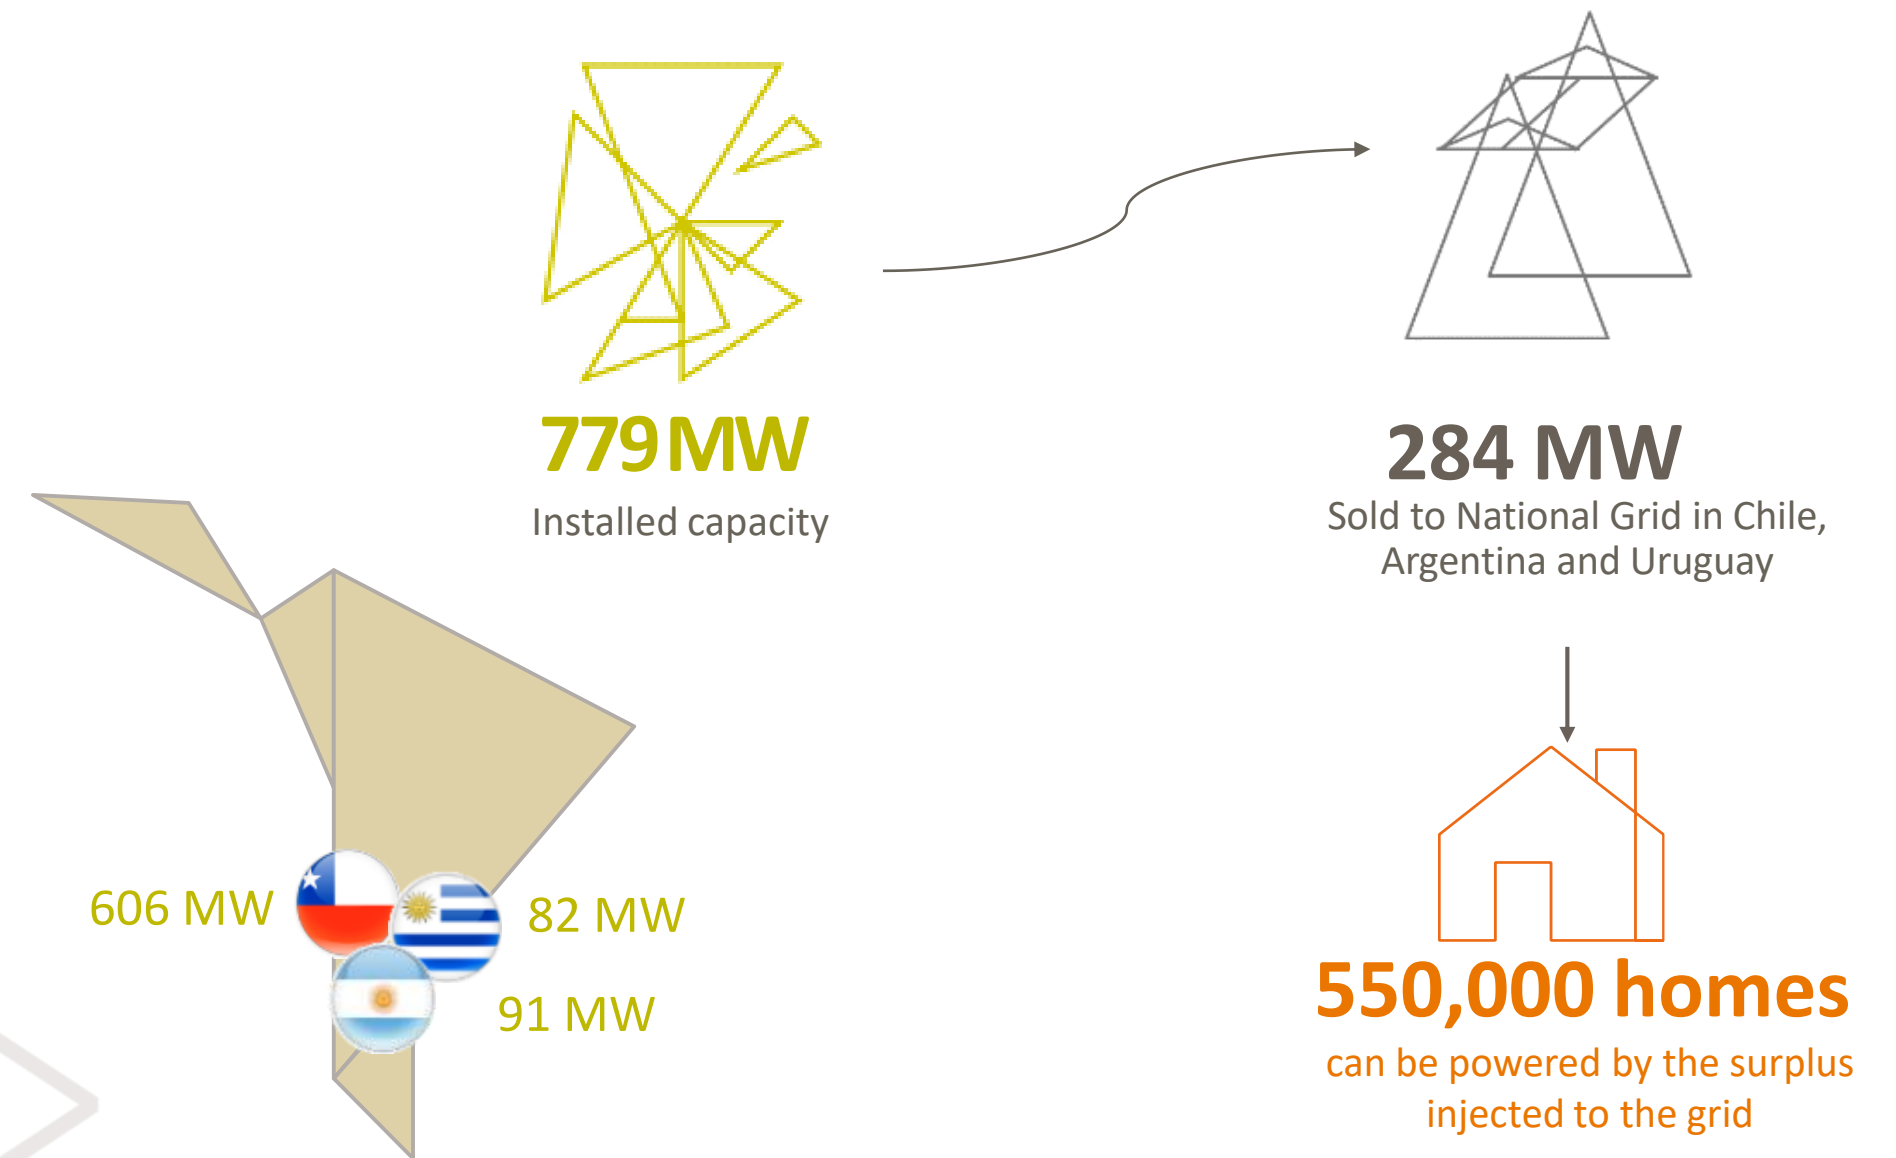 779 MW
Installed capacity
284 MW
Sold to National Grid in Chile,
Argentina and Uruguay
606 MW
82 MW
91 MW
550,000 homes
can be powered by the surplus
injected to the grid